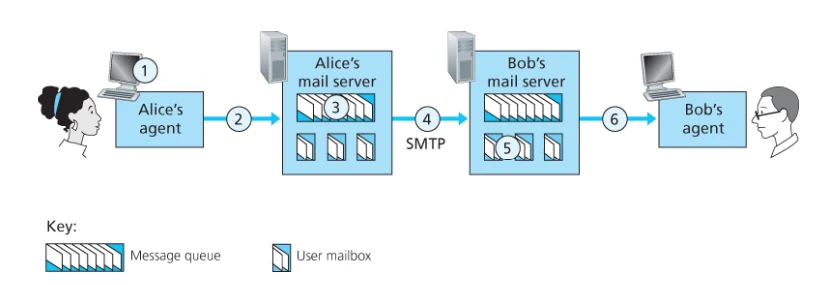 1
Alice's
agent
2
Alice's
mail server
3
4
SMTP
Bob's
mail server
5
6
Bob's
agent
Key:
Message queue
User mailbox